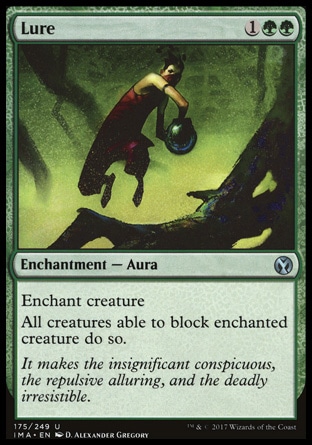 Lure 1
Enchantment — Aura
Enchant creature
All creatures able to block enchanted
creature do so.
It makes the insignificant conspicuous,
the repulsive alluring, and the deadly
irresistible.
175/249 U
IMA • EN D. Alexander Gregory ™ & © 2017 Wizards of the Coast